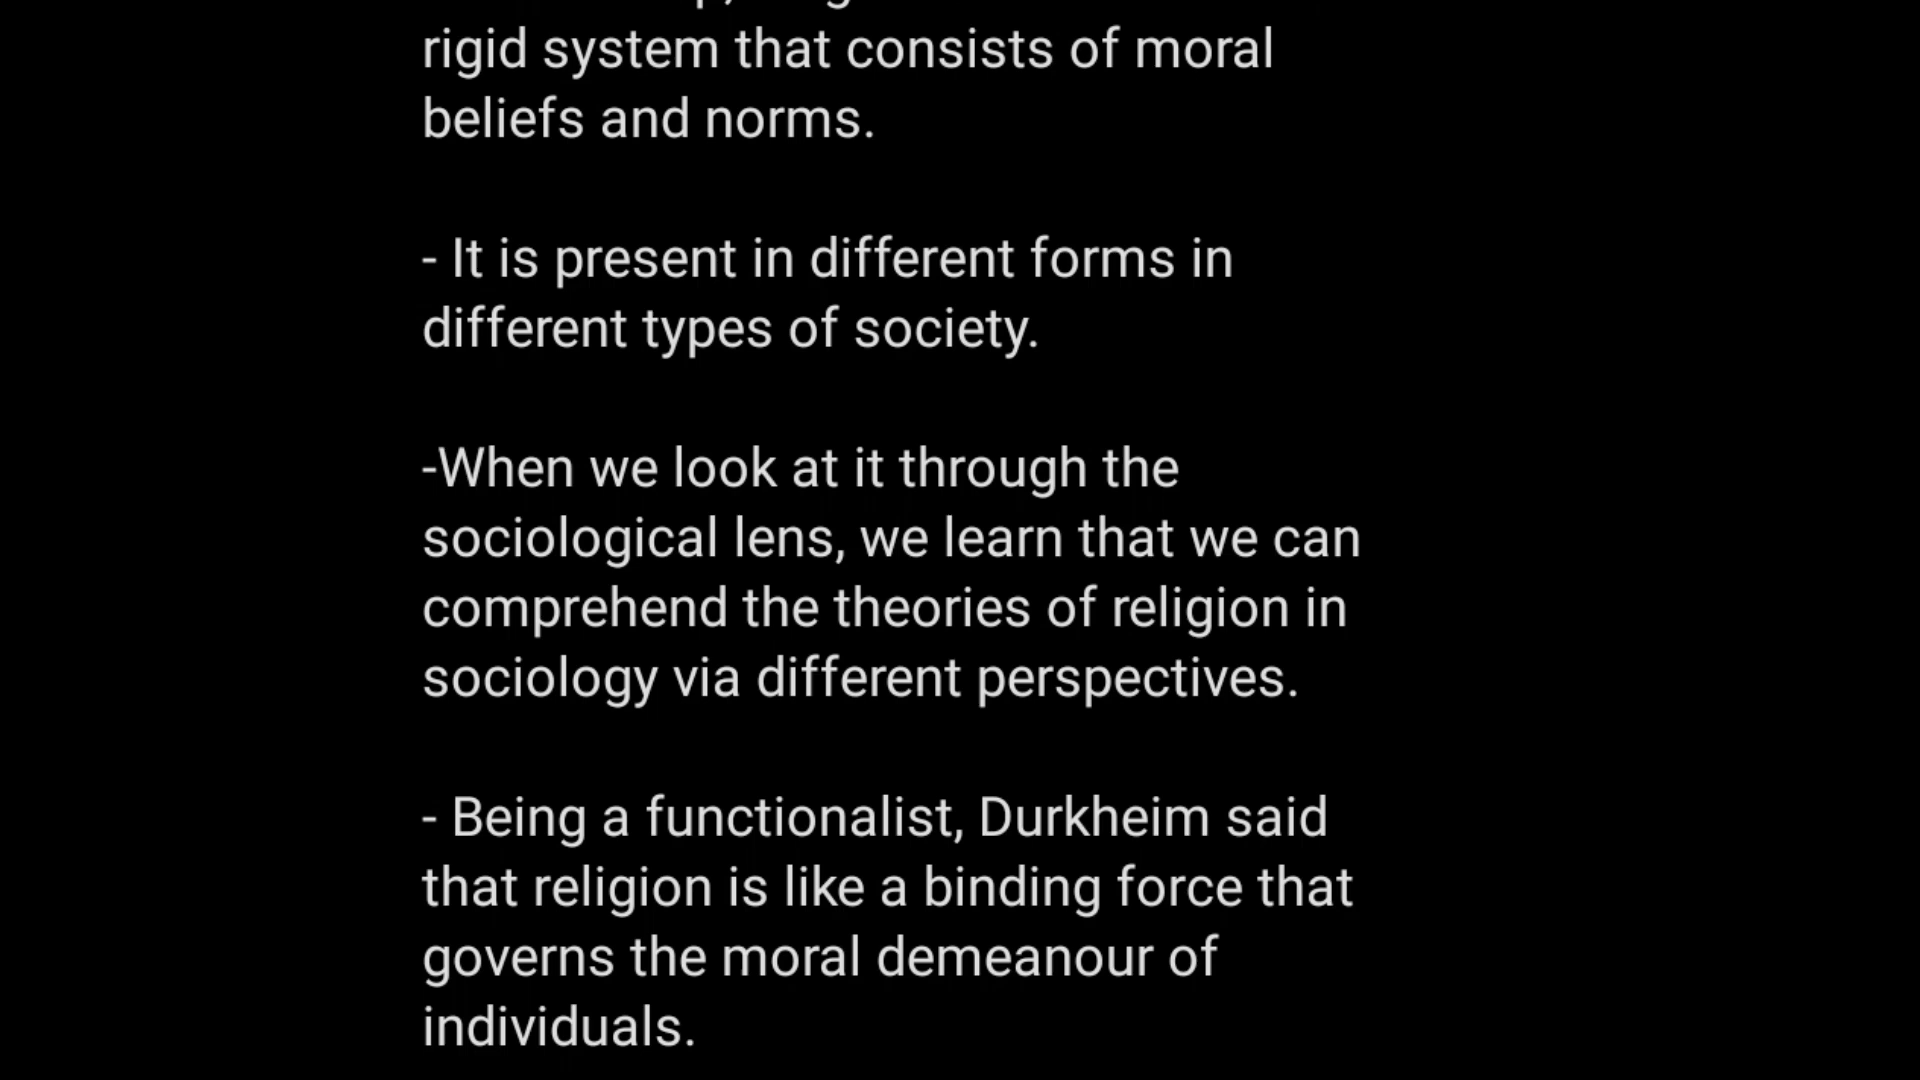 rigid system that consists of moral
beliefs and norms.
- It is present in different forms in
different types of society.
-When we look at it through the
sociological lens, we learn that we can
comprehend the theories of religion in
sociology via different perspectives.
- Being a functionalist, Durkheim said
that religion is like a binding force that
governs the moral demeanour of
individuals.